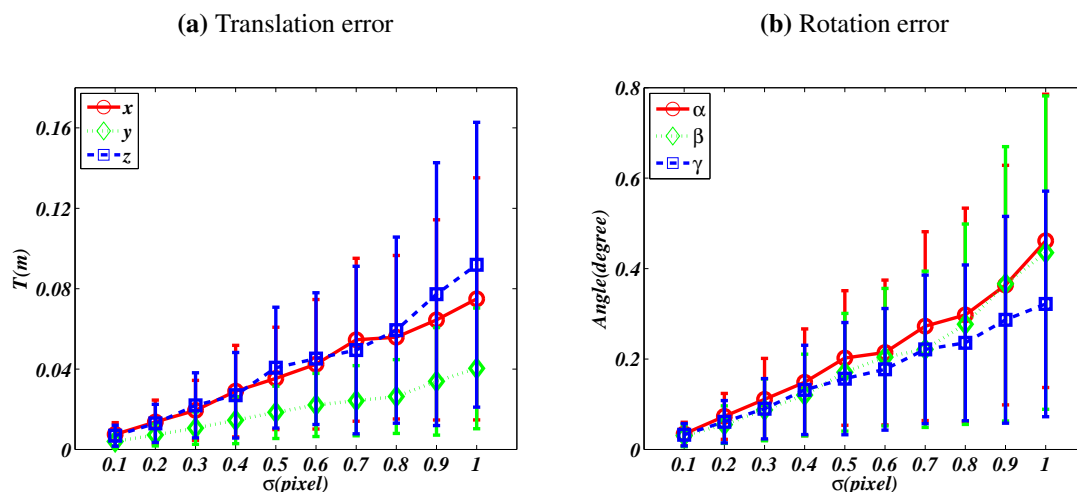 (a) Translation error
(b) Rotation error
x
y
z
T(m)
0.16
0.12
0.08
0.04
0
0.1 0.2 0.3 0.4 0.5 0.6 0.7 0.8 0.9 1
σ(pixel)
α
β
γ
Angle(degree)
0.8
0.6
0.4
0.2
0
0.1 0.2 0.3 0.4 0.5 0.6 0.7 0.8 0.9 1
σ(pixel)